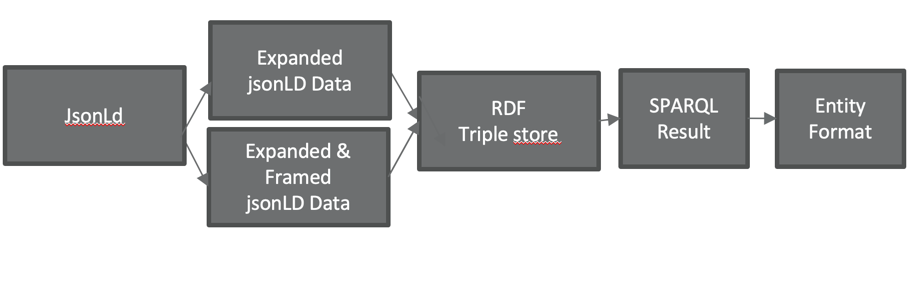 JsonLd
Expanded
jsonLD Data
Expanded &
Framed
jsonLD Data
RDF
Triple store
SPARQL
Result
Entity
Format